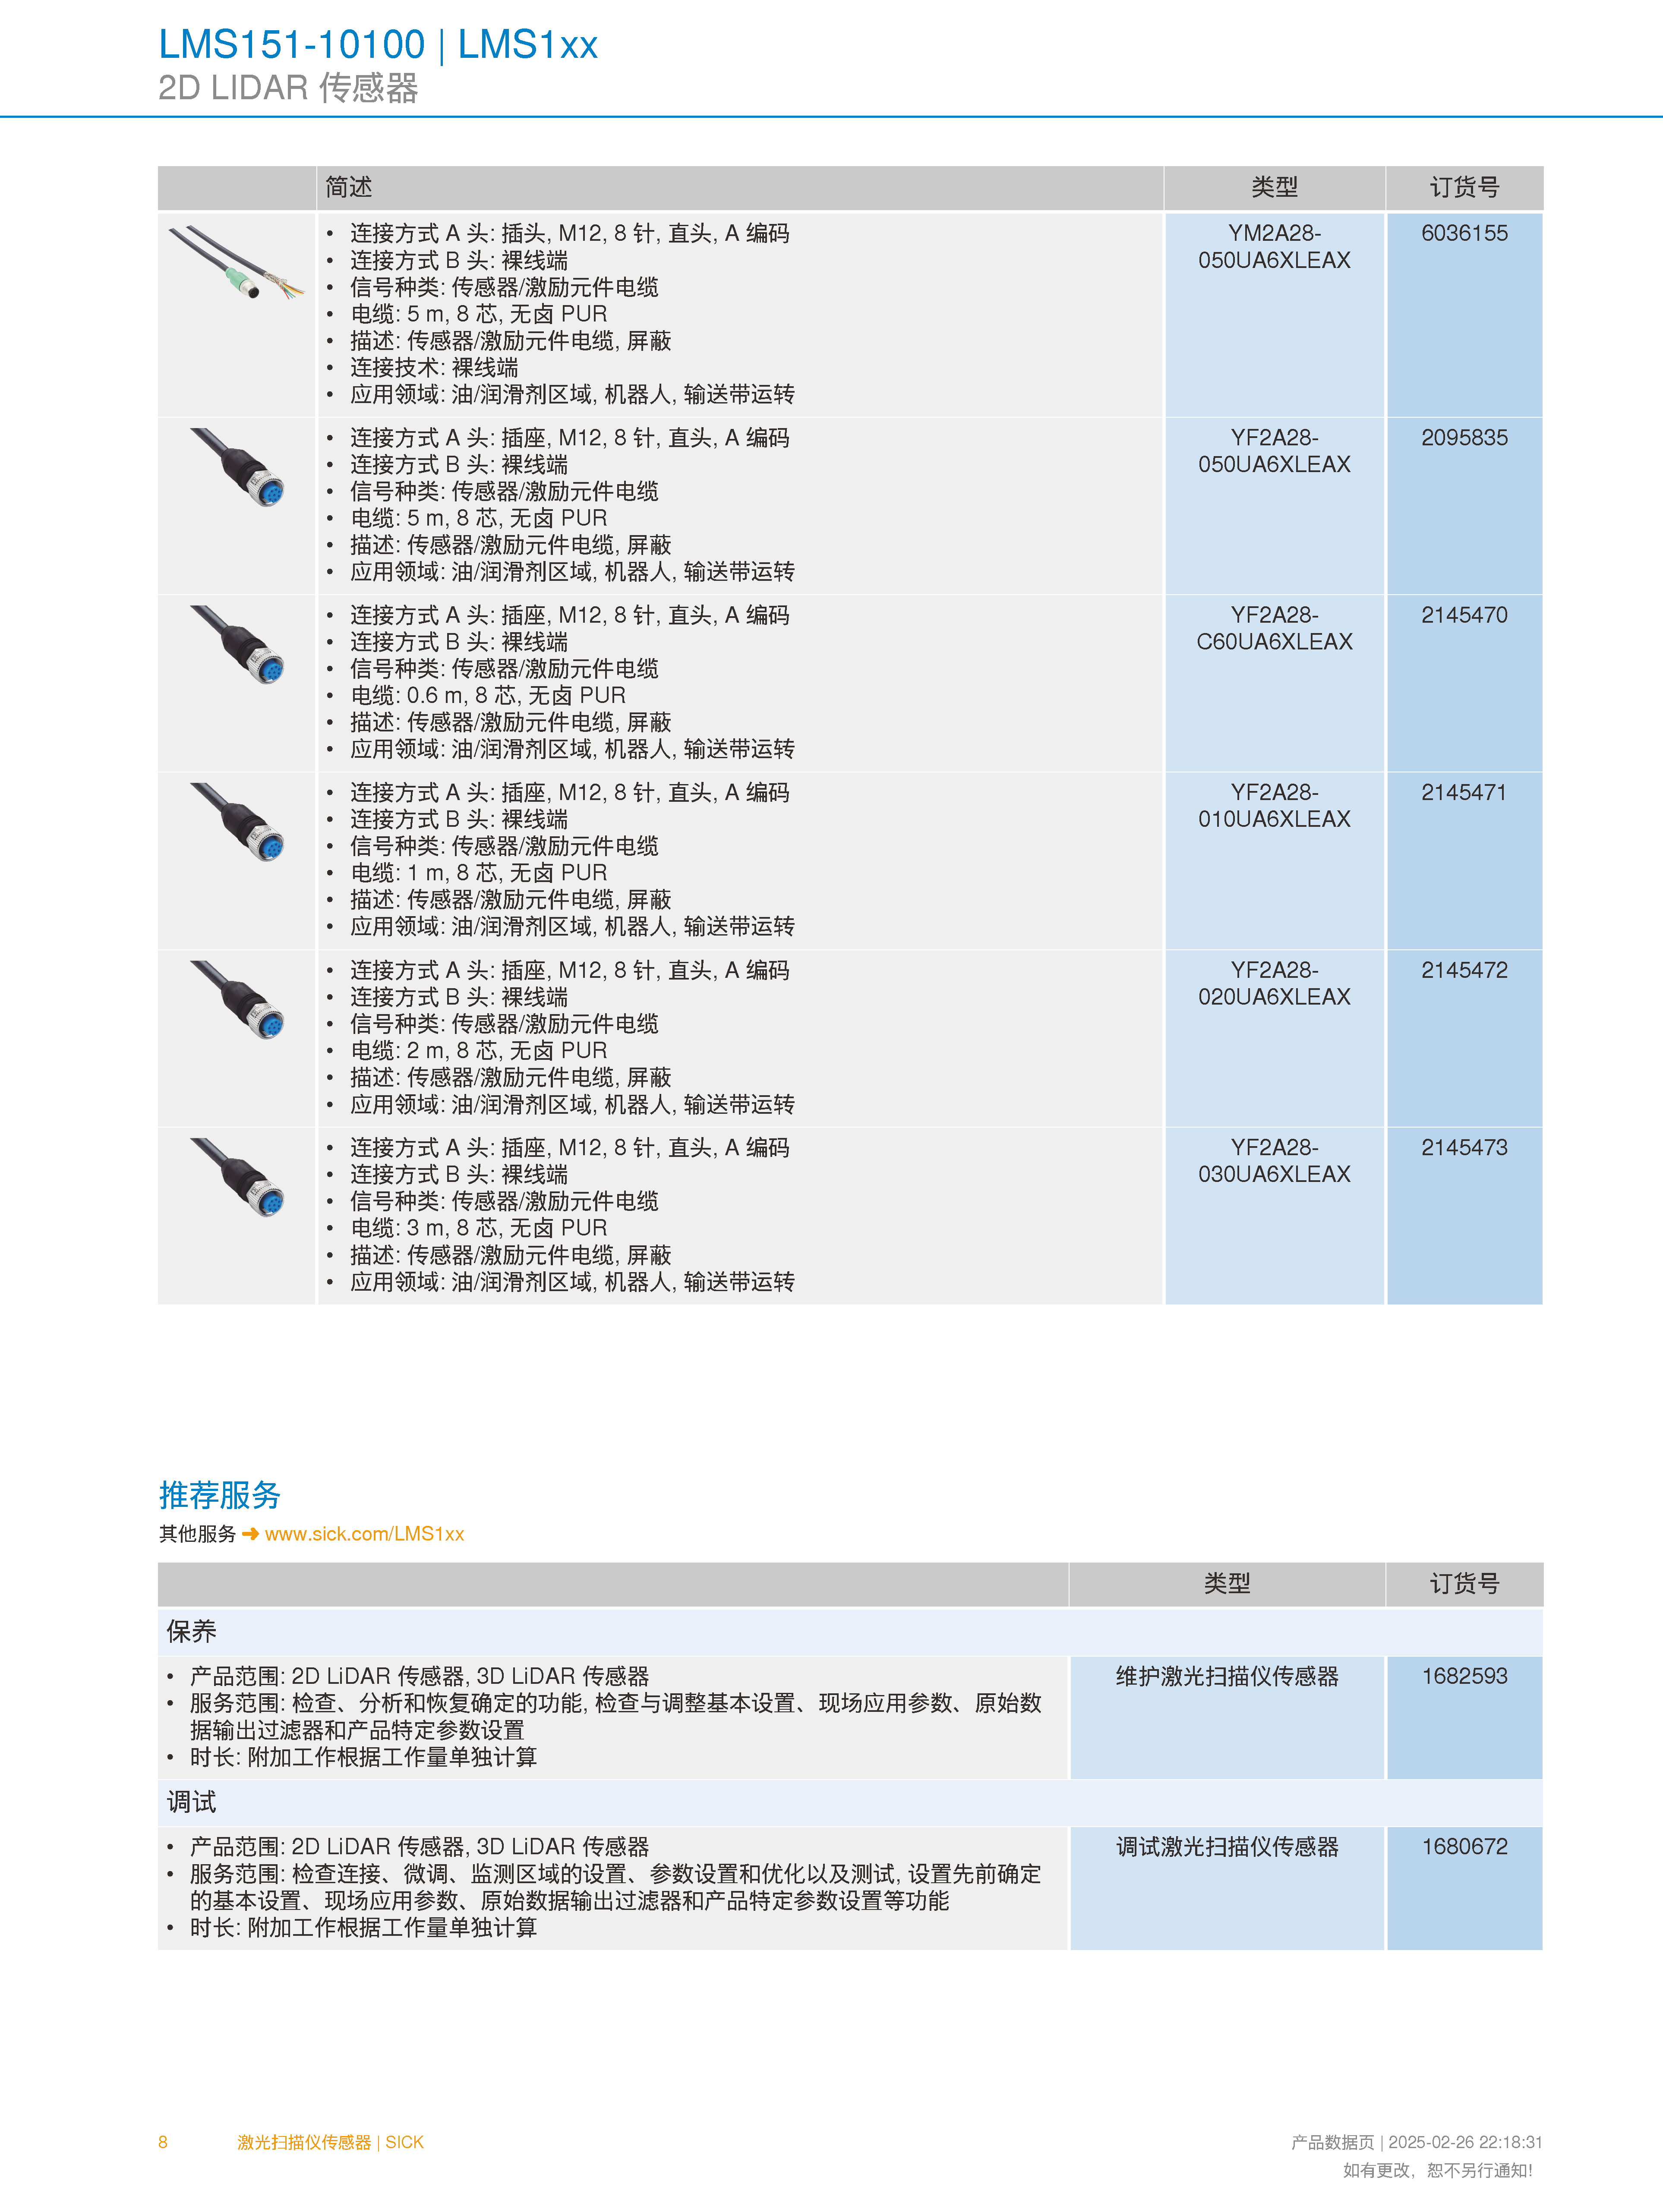 LMS151-10100 | LMS1xx
2D LIDAR 传感器
简述 类型 订货号
• 连接方式 A 头: 插头, M12, 8 针, 直头, A 编码
• 连接方式 B 头: 裸线端
• 信号种类: 传感器/激励元件电缆
• 电缆: 5 m, 8 芯, 无卤 PUR
• 描述: 传感器/激励元件电缆, 屏蔽
• 连接技术: 裸线端
• 应用领域: 油/润滑剂区域, 机器人, 输送带运转
YM2A28-
050UA6XLEAX
6036155
• 连接方式 A 头: 插座, M12, 8 针, 直头, A 编码
• 连接方式 B 头: 裸线端
• 信号种类: 传感器/激励元件电缆
• 电缆: 5 m, 8 芯, 无卤 PUR
• 描述: 传感器/激励元件电缆, 屏蔽
• 应用领域: 油/润滑剂区域, 机器人, 输送带运转
YF2A28-
050UA6XLEAX
2095835
• 连接方式 A 头: 插座, M12, 8 针, 直头, A 编码
• 连接方式 B 头: 裸线端
• 信号种类: 传感器/激励元件电缆
• 电缆: 0.6 m, 8 芯, 无卤 PUR
• 描述: 传感器/激励元件电缆, 屏蔽
• 应用领域: 油/润滑剂区域, 机器人, 输送带运转
YF2A28-
C60UA6XLEAX
2145470
• 连接方式 A 头: 插座, M12, 8 针, 直头, A 编码
• 连接方式 B 头: 裸线端
• 信号种类: 传感器/激励元件电缆
• 电缆: 1 m, 8 芯, 无卤 PUR
• 描述: 传感器/激励元件电缆, 屏蔽
• 应用领域: 油/润滑剂区域, 机器人, 输送带运转
YF2A28-
010UA6XLEAX
2145471
• 连接方式 A 头: 插座, M12, 8 针, 直头, A 编码
• 连接方式 B 头: 裸线端
• 信号种类: 传感器/激励元件电缆
• 电缆: 2 m, 8 芯, 无卤 PUR
• 描述: 传感器/激励元件电缆, 屏蔽
• 应用领域: 油/润滑剂区域, 机器人, 输送带运转
YF2A28-
020UA6XLEAX
2145472
• 连接方式 A 头: 插座, M12, 8 针, 直头, A 编码
• 连接方式 B 头: 裸线端
• 信号种类: 传感器/激励元件电缆
• 电缆: 3 m, 8 芯, 无卤 PUR
• 描述: 传感器/激励元件电缆, 屏蔽
• 应用领域: 油/润滑剂区域, 机器人, 输送带运转
YF2A28-
030UA6XLEAX
2145473
推荐服务
其他服务 ➜ www.sick.com/LMS1xx
类型 订货号
保养
• 产品范围: 2D LiDAR 传感器, 3D LiDAR 传感器
• 服务范围: 检查、分析和恢复确定的功能, 检查与调整基本设置、现场应用参数、原始数
据输出过滤器和产品特定参数设置
• 时长: 附加工作根据工作量单独计算
维护激光扫描仪传感器
1682593
调试
• 产品范围: 2D LiDAR 传感器, 3D LiDAR 传感器
• 服务范围: 检查连接、微调、监测区域的设置、参数设置和优化以及测试, 设置先前确定
的基本设置、现场应用参数、原始数据输出过滤器和产品特定参数设置等功能
• 时长: 附加工作根据工作量单独计算
调试激光扫描仪传感器
1680672
8 激光扫描仪传感器 | SICK
产品数据页 | 2025-02-26 22:18:31
如有更改，恕不另行通知!